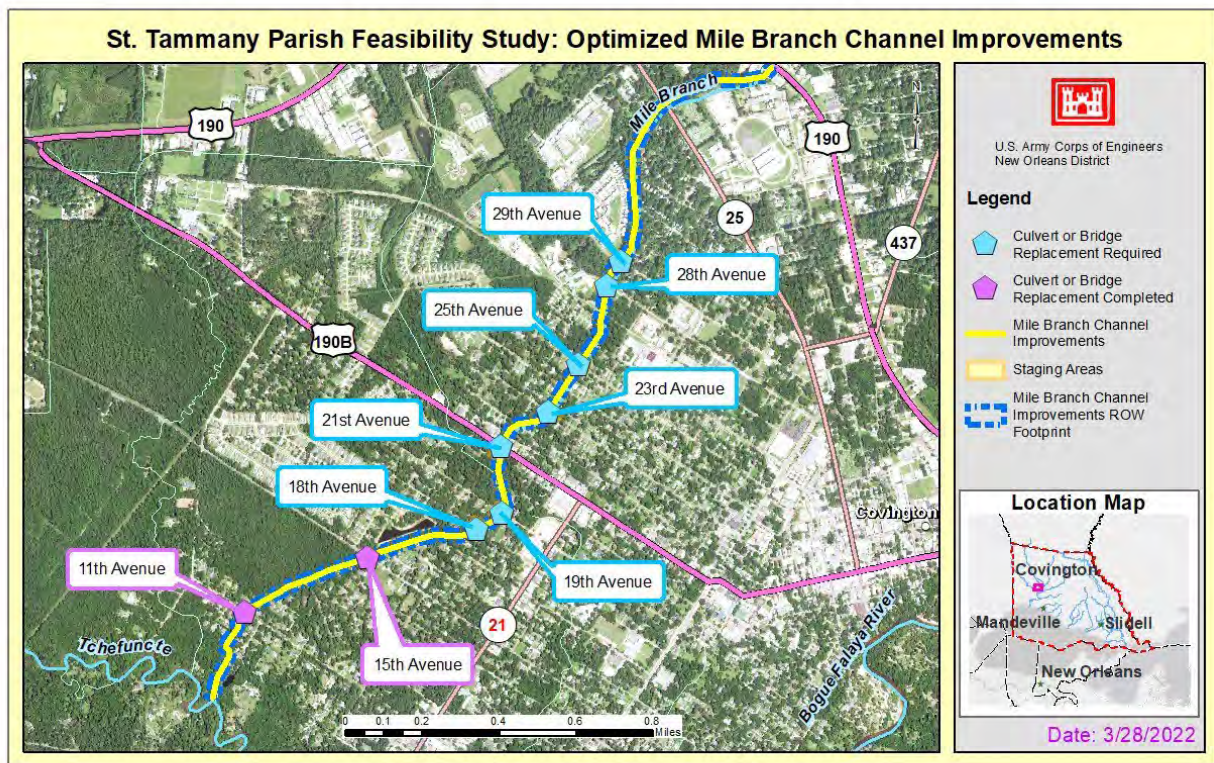 St. Tammany Parish Feasibility Study: Optimized Mile Branch Channel Improvements
Mile Branch
190
190
N
25
437
29th Avenue
28th Avenue
25th Avenue
190B
23rd Avenue
21st Avenue
18th Avenue
19th Avenue
Covington
11th Avenue
15th Avenue
21
Tchefuncte
Bogue Falaya River
0 0.1 0.2 0.4 0.6 0.8
Miles
U.S. Army Corps of Engineers
New Orleans District
Legend
Culvert or Bridge
Replacement Required
Culvert or Bridge
Replacement Completed
Mile Branch Channel
Improvements
Staging Areas
Mile Branch Channel
Improvements ROW
Footprint
Location Map
Covington
Mandeville
Slidell
New Orleans
Date: 3/28/2022